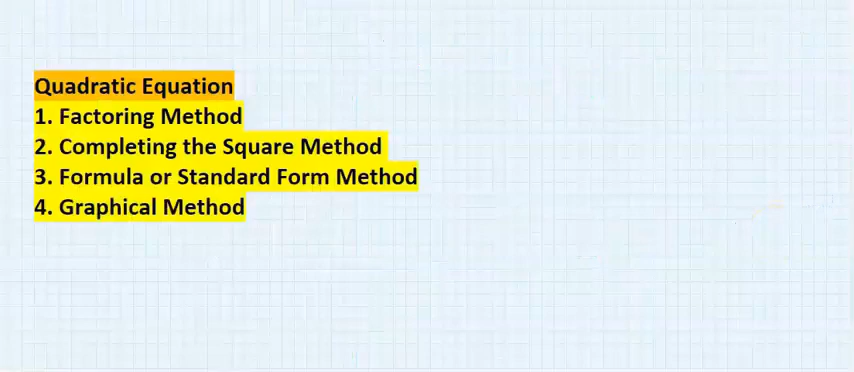 Quadratic Equation
1. Factoring Method
2. Completing the Square Method
3. Formula or Standard Form Method
4. Graphical Method